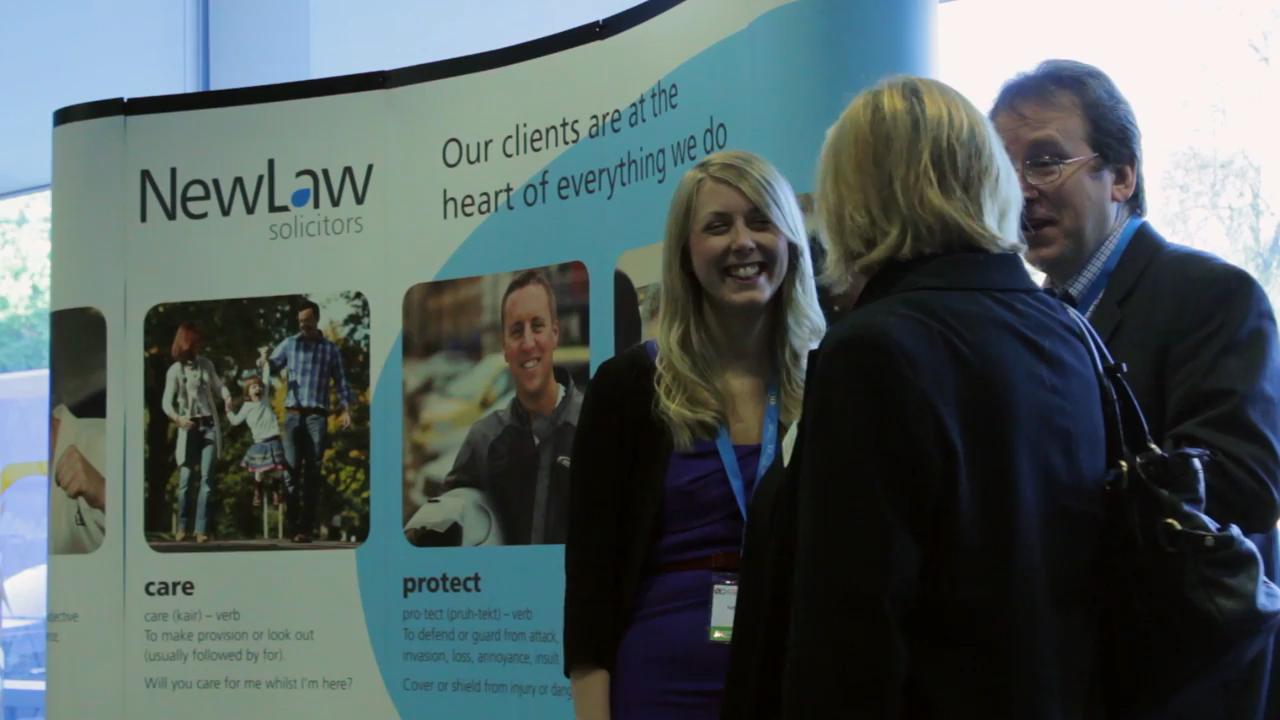 NewLaw
solicitors
Our clients are at the
heart of everything we do
care
care (kair) – verb
To make provision or look out
(usually followed by for).
Will you care for me whilst I'm here?
protect
pro·tect (pruh-tekt) – verb
To defend or guard from attack,
invasion, loss, annoyance, insult
Cover or shield from injury or